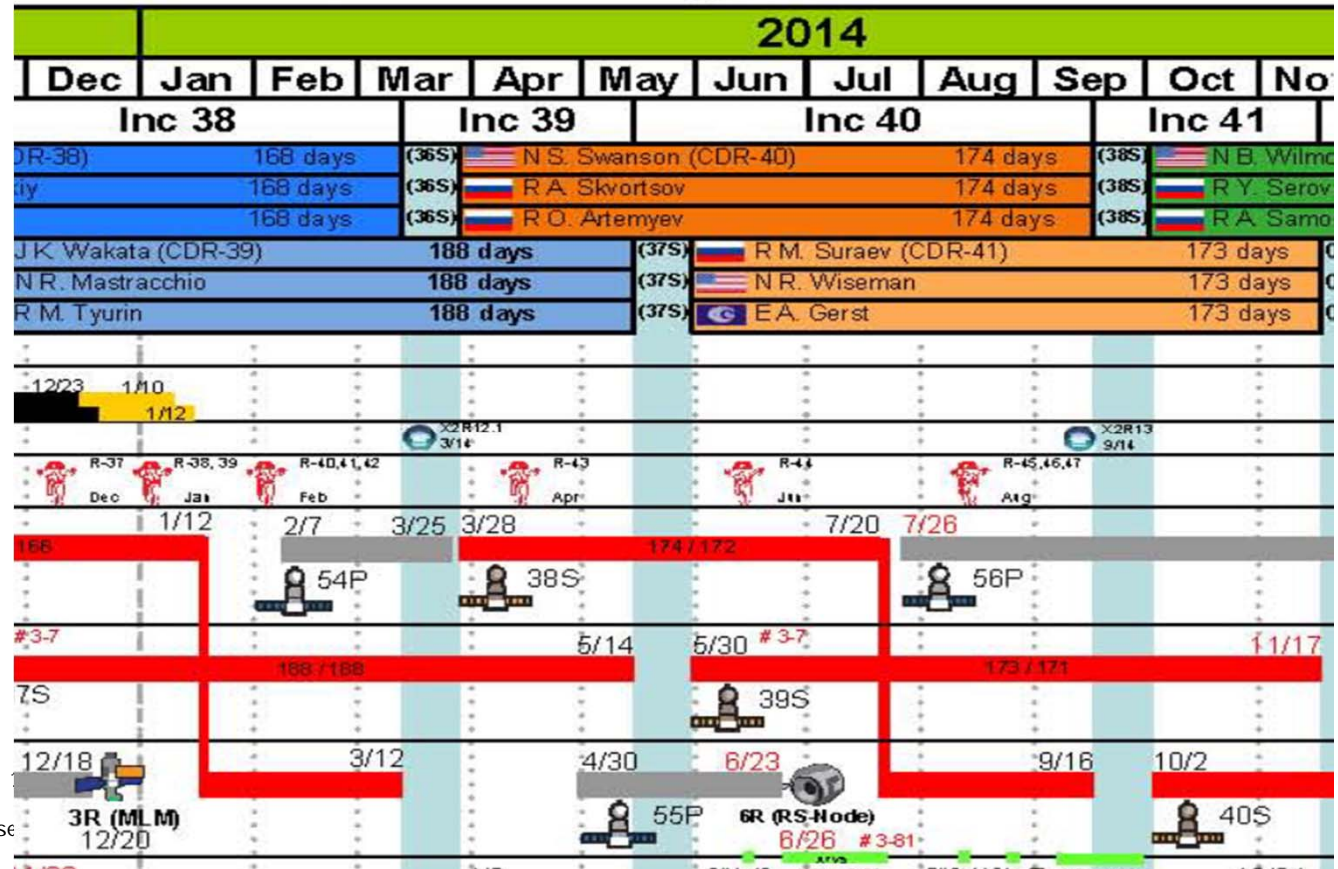 2014
Dec Jan Feb Mar Apr May Jun Jul Aug Sep Oct No
Inc 38 Inc 39 Inc 40 Inc 41
DR-38) 168 days (36S) N S. Swanson (CDR-40) 174 days (38S) N B. Wilmo
kiy 168 days (36S) R A. Skvortsov 174 days (38S) R Y. Serov
168 days (36S) R O. Artemyev 174 days (38S) R A. Samo
J K. Wakata (CDR-39) 188 days (37S) R M. Suraev (CDR-41) 173 days
N R. Mastracchio 188 days (37S) N R. Wiseman 173 days
R M. Tyurin 188 days (37S) E A. Gerst 173 days
12/23 1/10
1/12
X2R12.1 X2R13
3/14 9/14
R-37 R-38, 39 R-40,41,42 R-43 R-44 R-45,46,47
Dec Jan Feb Apr Jun Aug
1/12 2/7 3/25 3/28 7/20 7/26
166 174 / 172
54P 38S 56P
#3-7 5/14 5/30 # 3-7 11/17
188 / 188 173 / 171
7S 39S
12/18 3/12 4/30 6/23 9/16 10/2
3R (MLM) 55P 6R (RS-Node) 40S
12/20 6/26 # 3-81